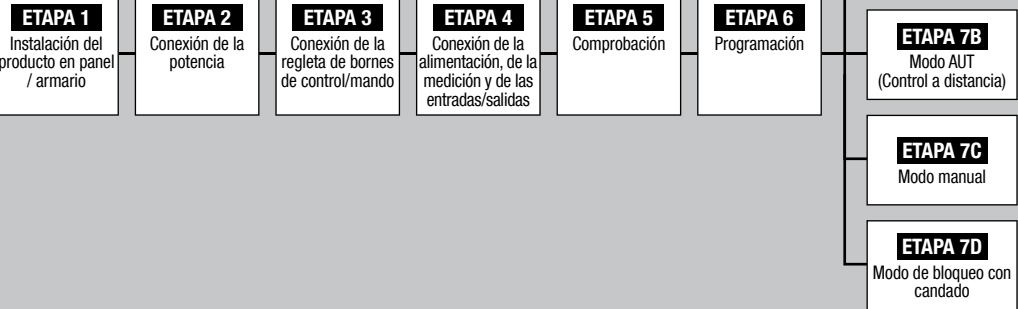 ETAPA 1
Instalación del
producto en panel
/ armario
ETAPA 2
Conexión de la
potencia
ETAPA 3
Conexión de la
regleta de bornes
de control/mando
ETAPA 4
Conexión de la
alimentación, de la
medición y de las
entradas/salidas
ETAPA 5
Comprobación
ETAPA 6
Programación
ETAPA 7B
Modo AUT
(Control a distancia)
ETAPA 7C
Modo manual
ETAPA 7D
Modo de bloqueo con
candado